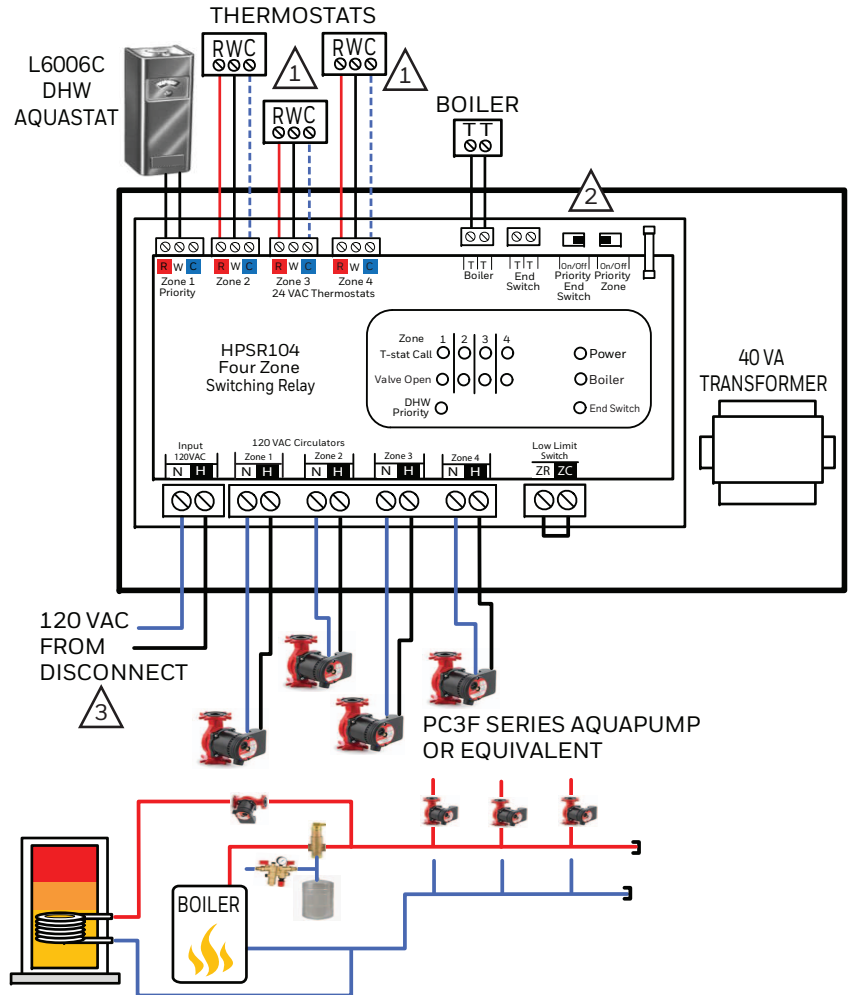 THERMOSTATS
L6006C
DHW
AQUASTAT
RWC
RWC
RWC
1
1
BOILER
TT
2
R W C
R W C
R W C
R W C
Zone 1
Priority
Zone 2
Zone 3
Zone 4
24 VAC Thermostats
T T
Boiler
T T
End
Switch
On/Off
Priority
End
Switch
On/Off
Priority
Zone
HPSR104
Four Zone
Switching Relay
Zone 1 2 3 4
T-stat Call
Valve Open
DHW
Priority
Power
Boiler
End Switch
40 VA
TRANSFORMER
Input
120VAC
N H
120 VAC Circulators
Zone 1
N H
Zone 2
N H
Zone 3
N H
Zone 4
N H
Low Limit
Switch
ZR ZC
120 VAC
FROM
DISCONNECT
3
PC3F SERIES AQUAPUMP
OR EQUIVALENT
BOILER